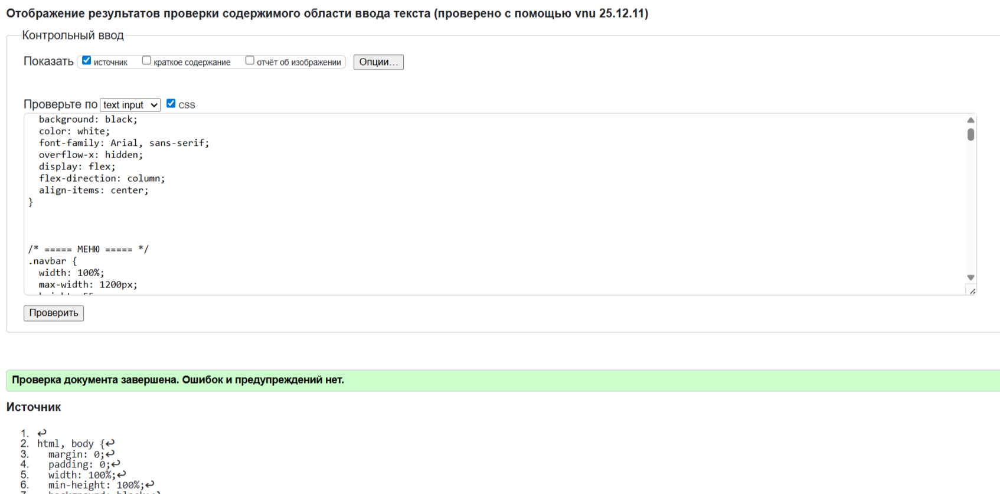 Отображение результатов проверки содержимого области ввода текста (проверено с помощью vnu 25.12.11)
Контрольный ввод
Показать источник краткое содержание отчёт об изображении Опции...
Проверьте по text input CSS
background: black;
color: white;
font-family: Arial, sans-serif;
overflow-x: hidden;
display: flex;
flex-direction: column;
align-items: center;
}
/* ===== МЕНЮ ===== */
.navbar {
width: 100%;
max-width: 1200px;
Проверить
Проверка документа завершена. Ошибок и предупреждений нет.
Источник
1. ↩
2. html, body {↩
3. margin: 0;↩
4. padding: 0;↩
5. width: 100%;↩
6. min-height: 100%;↩